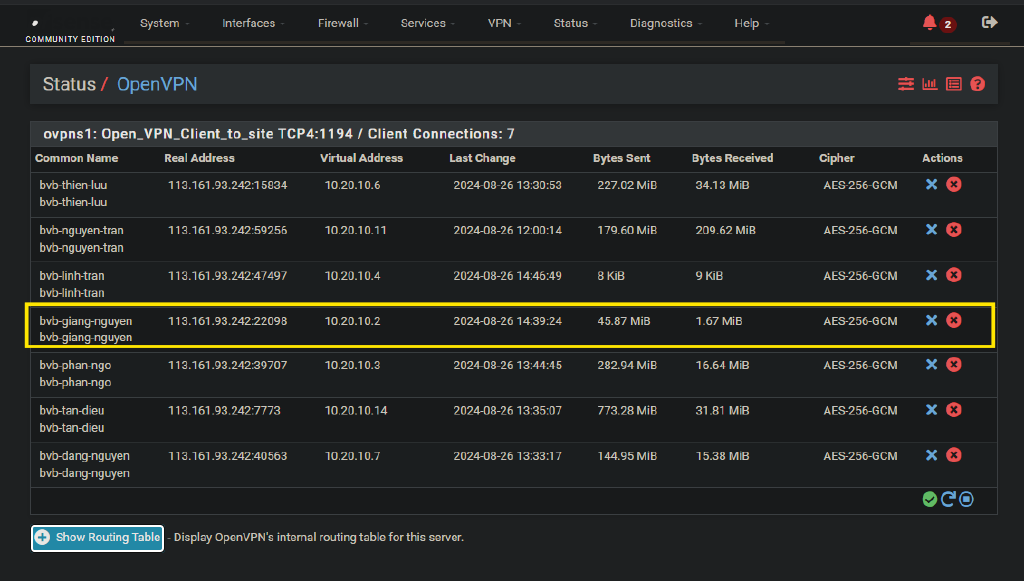 COMMUNITY EDITION
System Interfaces Firewall Services VPN Status Diagnostics Help 2
Status / OpenVPN
ovpns1: Open_VPN_Client_to_site TCP4:1194 / Client Connections: 7
Common Name Real Address Virtual Address Last Change Bytes Sent Bytes Received Cipher Actions
bvb-thien-luu 113.161.93.242:15834 10.20.10.6 2024-08-26 13:30:53 227.02 MiB 34.13 MiB AES-256-GCM
bvb-thien-luu
bvb-nguyen-tran 113.161.93.242:59256 10.20.10.11 2024-08-26 12:00:14 179.60 MiB 209.62 MiB AES-256-GCM
bvb-nguyen-tran
bvb-linh-tran 113.161.93.242:47497 10.20.10.4 2024-08-26 14:46:49 8 KiB 9 KiB AES-256-GCM
bvb-linh-tran
bvb-giang-nguyen 113.161.93.242:22098 10.20.10.2 2024-08-26 14:39:24 45.87 MiB 1.67 MiB AES-256-GCM
bvb-giang-nguyen
bvb-phan-ngo 113.161.93.242:39707 10.20.10.3 2024-08-26 13:44:45 282.94 MiB 16.64 MiB AES-256-GCM
bvb-phan-ngo
bvb-tan-dieu 113.161.93.242:7773 10.20.10.14 2024-08-26 13:35:07 773.28 MiB 31.81 MiB AES-256-GCM
bvb-tan-dieu
bvb-dang-nguyen 113.161.93.242:40563 10.20.10.7 2024-08-26 13:33:17 144.95 MiB 15.38 MiB AES-256-GCM
bvb-dang-nguyen
Show Routing Table - Display OpenVPN's internal routing table for this server.